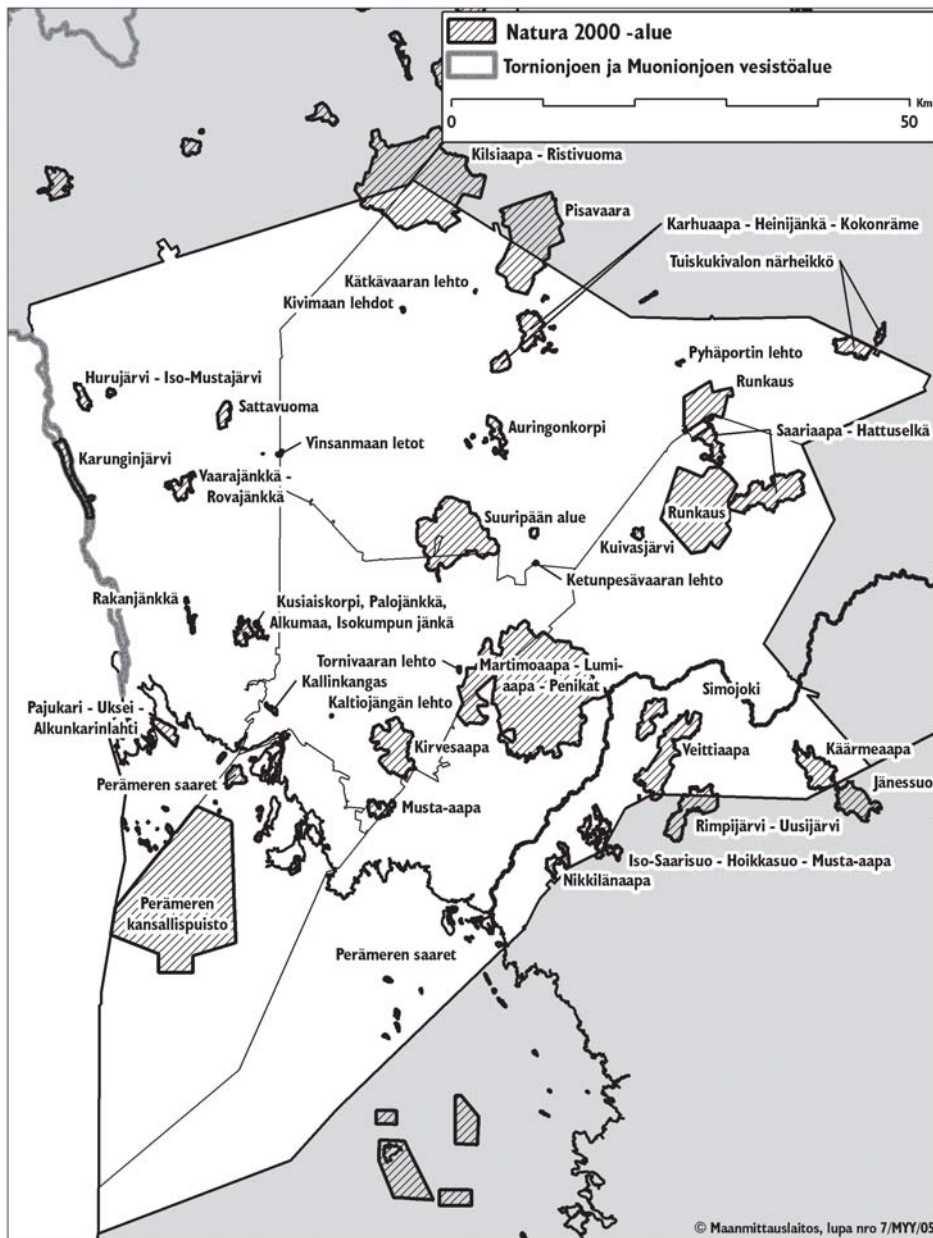 Natura 2000 -alue
Tornionjoen ja Muonionjoen vesistöalue
Km
0
50
Kilsiaapa - Ristivuoma
Pisavaara
Karhuaapa - Heinijänkä - Kokonräme
Tuiskukivalon närheikkö
Kätkävaaran lehto
Kivimaan lehdot
Pyhäportin lehto
Hurujärvi - Iso-Mustajärvi
Runkaus
Sattavuoma
Auringonkorpi
Saariaapa - Hattuselkä
Vinsanmaan letot
Karunginjärvi
Vaarajänkkä -
Rovajänkkä
Suuripään alue
Runkaus
Kuivasjärvi
Ketunpesävaaran lehto
Rakanjänkkä
Kusiaiskorpi, Palojänkkä,
Alkumaa, Isokumpun jänkä
Tornivaaran lehto
Martimoaapa - Lumi-
aapa - Penikat
Kallinkangas
Simojoki
Kaltiojängän lehto
Pajukari - Uksei -
Alkunkarinlahti
Kirvesaapa
Veittiaapa
Käärmeaapa
Perämeren saaret
Jänessuo
Musta-aapa
Rimpijärvi - Uusijärvi
Iso-Saarisuo - Hoikkasuo - Musta-aapa
Nikkilänaapa
Perämeren
kansallispuisto
Perämeren saaret
© Maanmittauslaitos, lupa nro 7/MYY/05